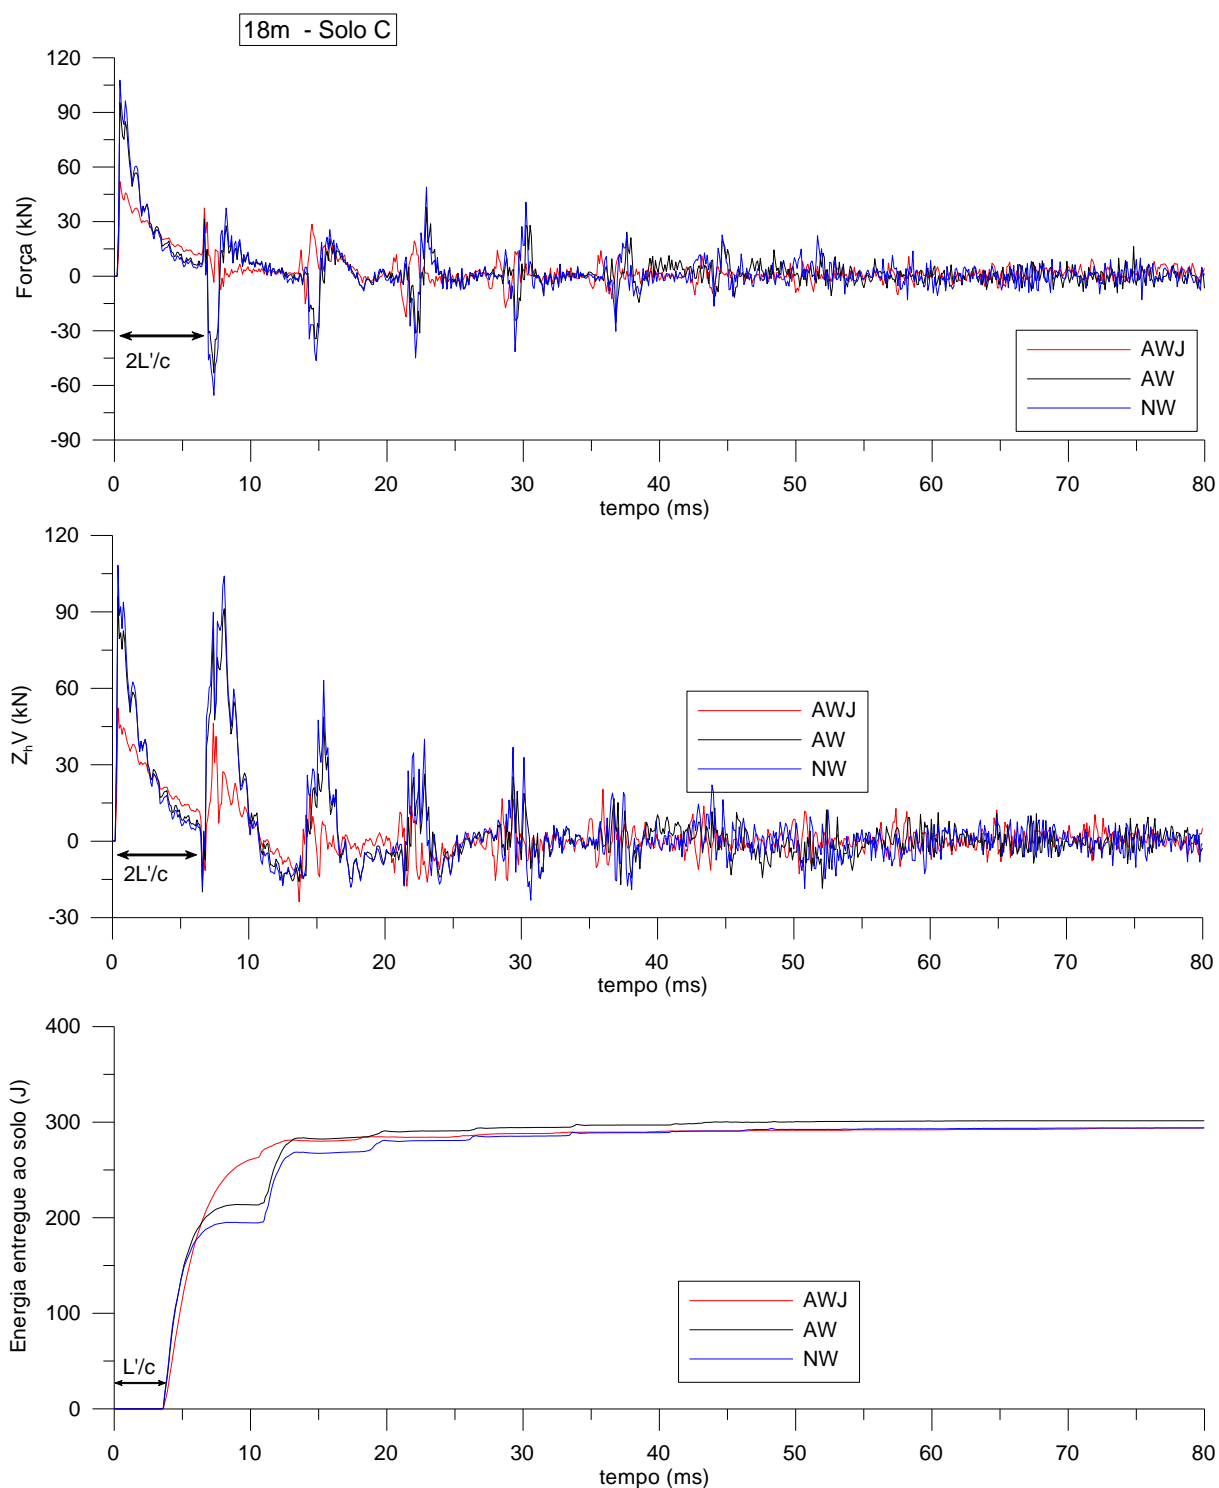 18m - Solo C
120
90
60
30
0
-30
-60
-90
Força (kN)
2L'/c
AWJ
AW
NW
0 10 20 30 40 50 60 70 80
tempo (ms)
120
90
60
30
0
-30
ZhV (kN)
AWJ
AW
NW
2L'/c
0 10 20 30 40 50 60 70 80
tempo (ms)
400
300
200
100
0
Energia entregue ao solo (J)
AWJ
AW
NW
L'/c
0 10 20 30 40 50 60 70 80
tempo (ms)